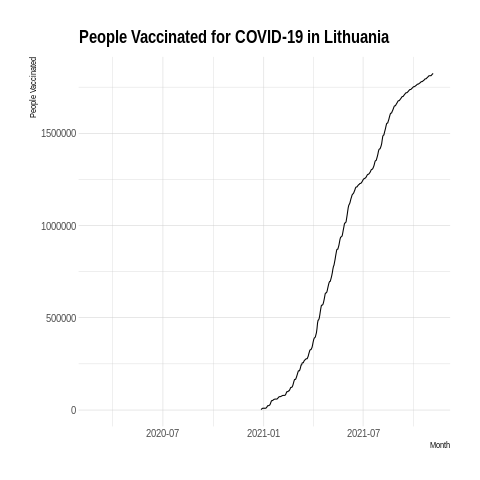 People Vaccinated for COVID-19 in Lithuania
People Vaccinated
1500000
1000000
500000
0
2020-07 2021-01 2021-07
Month